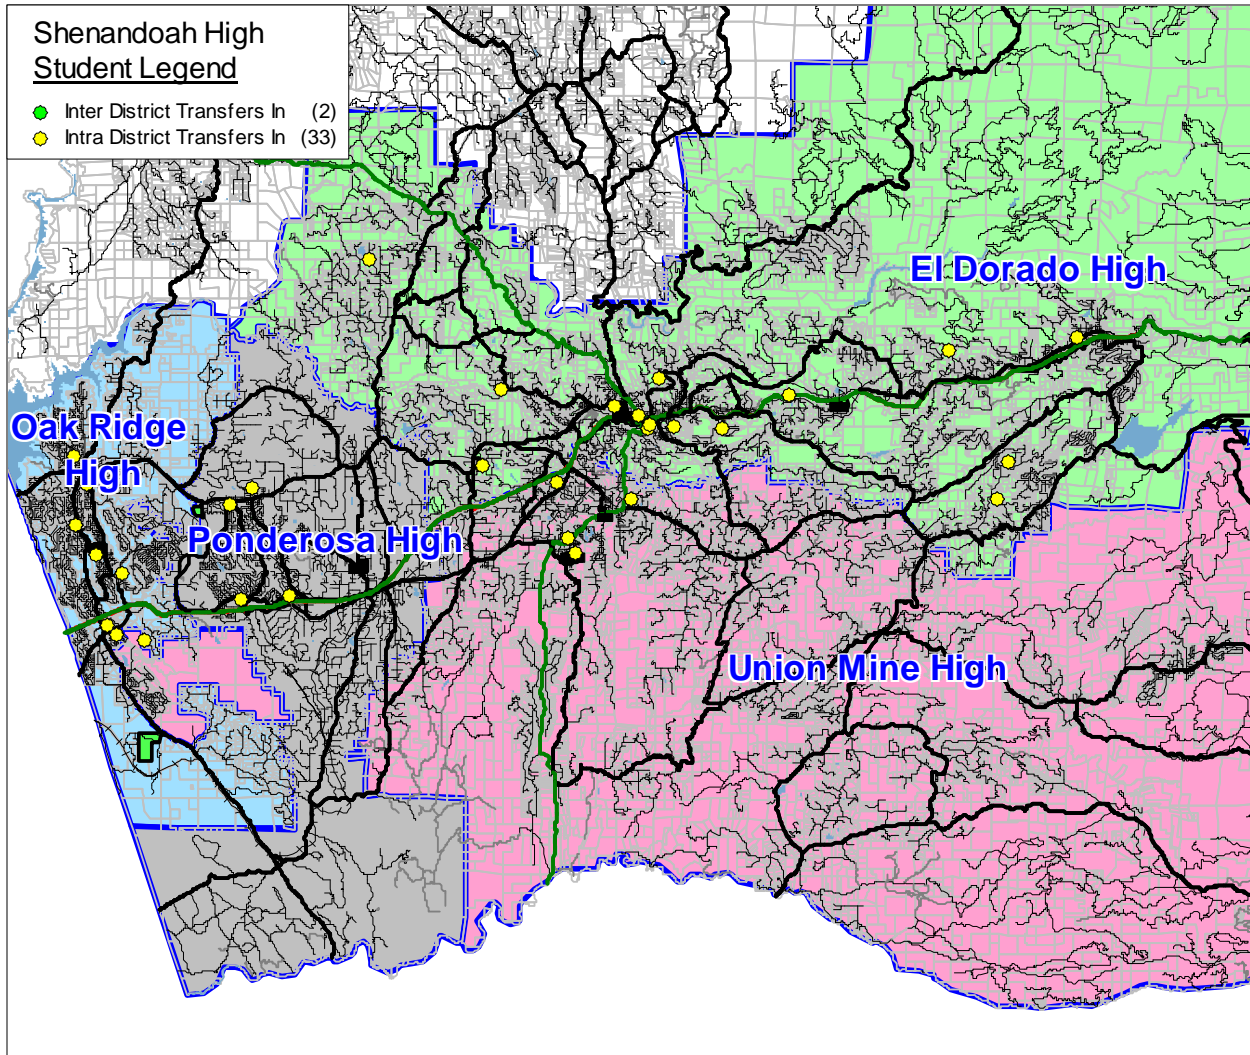 Shenandoah High
Student Legend
Inter District Transfers In (2)
Intra District Transfers In (33)
El Dorado High
Oak Ridge
High
Ponderosa High
Union Mine High